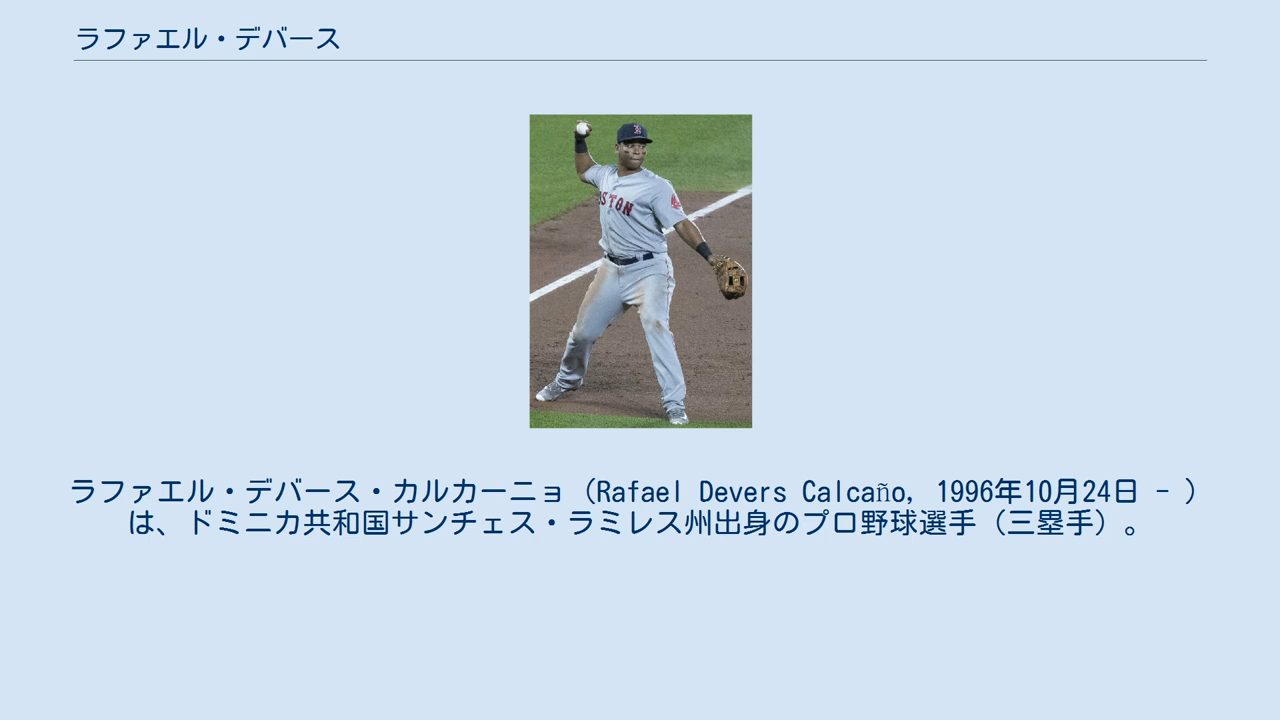 ラファエル・デバース
STON
ラファエル・デバース・カルカーニョ（Rafael Devers Calcaño, 1996年10月24日 - ）
は、ドミニカ共和国サンチェス・ラミレス州出身のプロ野球選手（三塁手）。